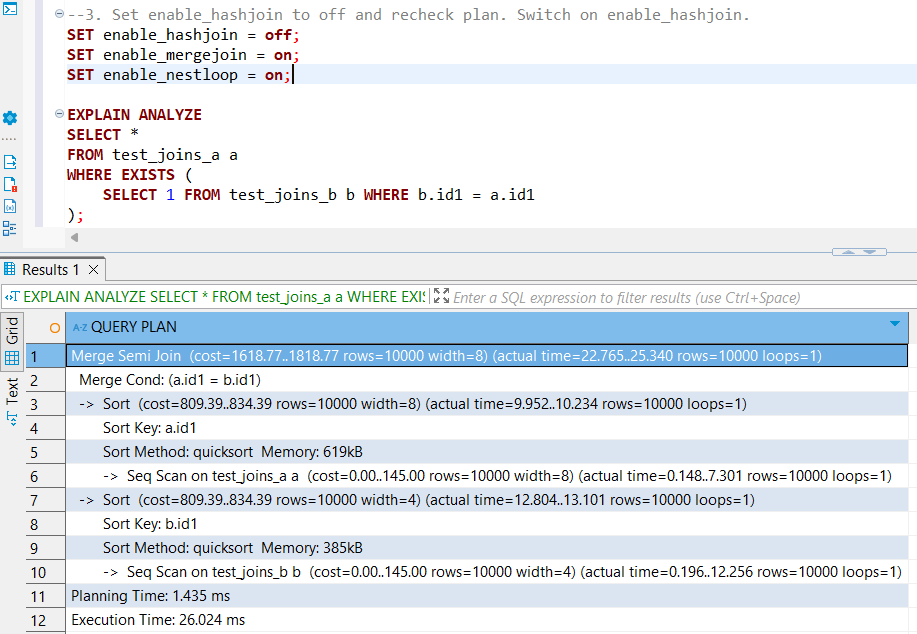 --3. Set enable_hashjoin to off and recheck plan. Switch on enable_hashjoin.
SET enable_hashjoin = off;
SET enable_mergejoin = on;
SET enable_nestloop = on;
EXPLAIN ANALYZE
SELECT *
FROM test_joins_a a
WHERE EXISTS (
SELECT 1 FROM test_joins_b b WHERE b.id1 = a.id1
);
Results 1
EXPLAIN ANALYZE SELECT * FROM test_joins_a a WHERE EXIS
Enter a SQL expression to filter results (use Ctrl+Space)
Grid
Text
A-Z QUERY PLAN
1 Merge Semi Join (cost=1618.77..1818.77 rows=10000 width=8) (actual time=22.765..25.340 rows=10000 loops=1)
2 Merge Cond: (a.id1 = b.id1)
3 -> Sort (cost=809.39..834.39 rows=10000 width=8) (actual time=9.952..10.234 rows=10000 loops=1)
4 Sort Key: a.id1
5 Sort Method: quicksort Memory: 619kB
6 -> Seq Scan on test_joins_a a (cost=0.00..145.00 rows=10000 width=8) (actual time=0.148..7.301 rows=10000 loops=1)
7 -> Sort (cost=809.39..834.39 rows=10000 width=4) (actual time=12.804..13.101 rows=10000 loops=1)
8 Sort Key: b.id1
9 Sort Method: quicksort Memory: 385kB
10 -> Seq Scan on test_joins_b b (cost=0.00..145.00 rows=10000 width=4) (actual time=0.196..12.256 rows=10000 loops=1)
11 Planning Time: 1.435 ms
12 Execution Time: 26.024 ms